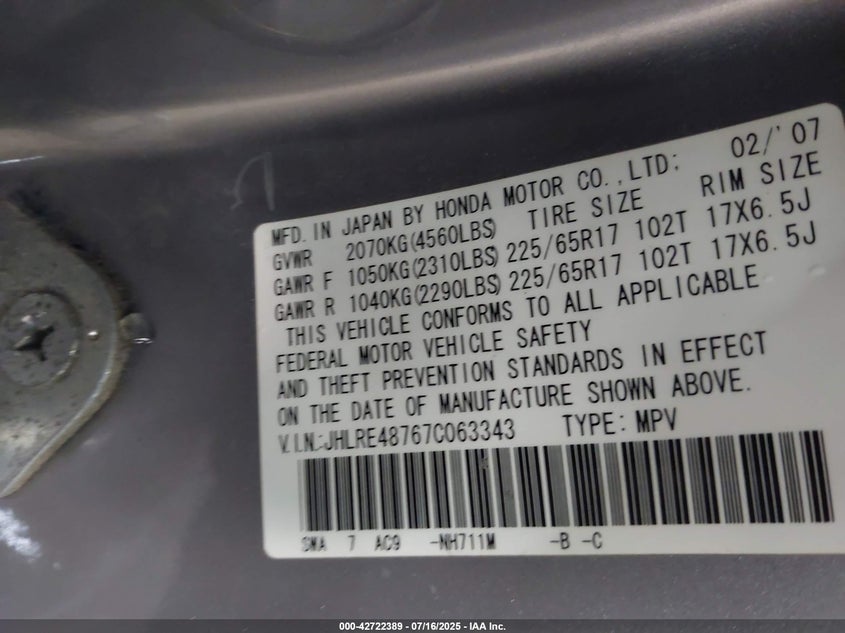 02/'07
MFD. IN JAPAN BY HONDA MOTOR CO., LTD:
GVWR 2070KG(4560LBS) TIRE SIZE RIM SIZE
GAWR F 1050KG(2310LBS) 225/65R17 102T 17X6.5J
GAWR R 1040KG(2290LBS) 225/65R17 102T 17X6.5J
THIS VEHICLE CONFORMS TO ALL APPLICABLE
FEDERAL MOTOR VEHICLE SAFETY
AND THEFT PREVENTION STANDARDS IN EFFECT
ON THE DATE OF MANUFACTURE SHOWN ABOVE.
V.I.N.:JHLRE48767C063343 TYPE: MPV
SWA 7 AC9 -NH711M -B -C
000-42722389 - 07/16/2025 - IAA Inc.